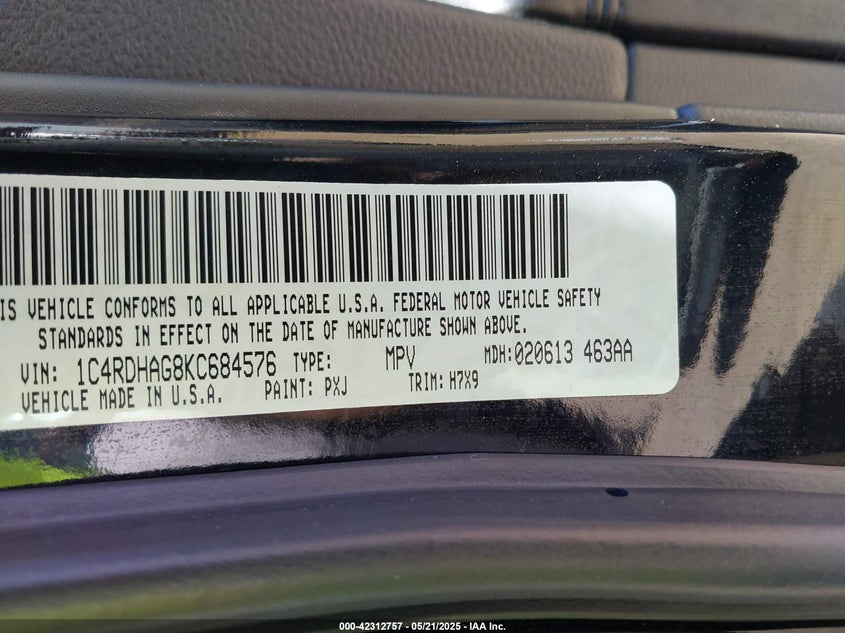 IS VEHICLE CONFORMS TO ALL APPLICABLE U.S.A. FEDERAL MOTOR VEHICLE SAFETY
STANDARDS IN EFFECT ON THE DATE OF MANUFACTURE SHOWN ABOVE.
VIN: 1C4RDHAG8KC684576 TYPE: MPV MDH: 020613 463AA
VEHICLE MADE IN U.S.A. PAINT: PXJ TRIM: H7X9
000-42312757 - 05/21/2025 - IAA Inc.